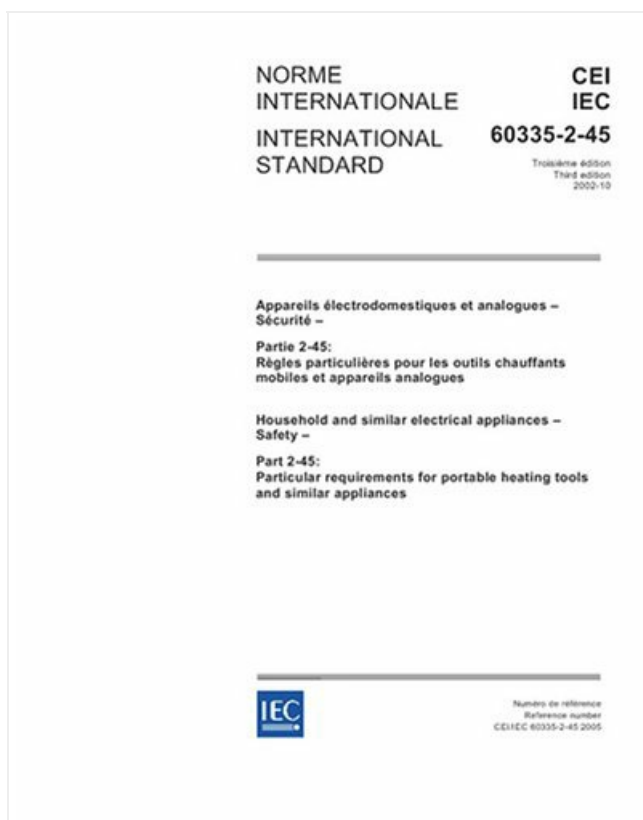 NORME
INTERNATIONALE
INTERNATIONAL
STANDARD
CEI
IEC
60335-2-45
Troisième édition
Third edition
2002-10
Appareils électrodomestiques et analogues –
Sécurité –
Partie 2-45:
Règles particulières pour les outils chauffants
mobiles et appareils analogues
Household and similar electrical appliances –
Safety –
Part 2-45:
Particular requirements for portable heating tools
and similar appliances
IEC
Numéro de référence
Reference number
CEI/IEC 60335-2-45:2005